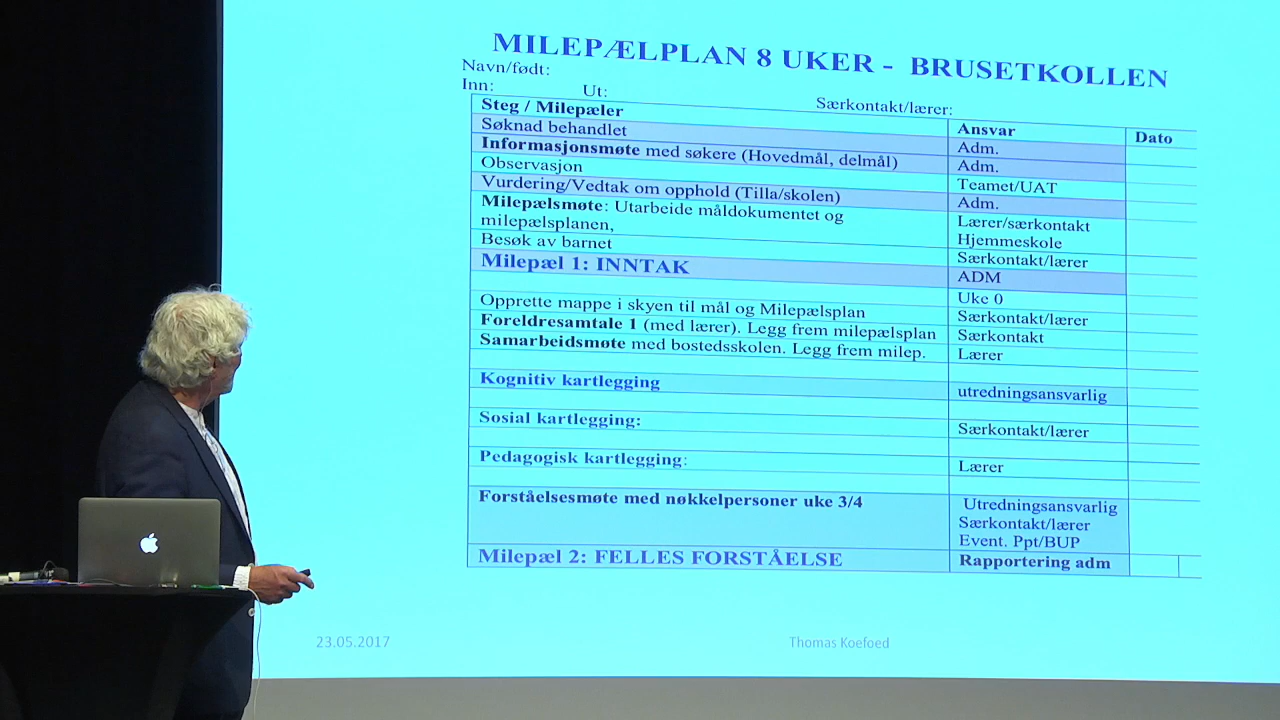 MILEPÆLPLAN 8 UKER - BRUSETKOLLEN
Navn/født:
Inn: Ut: Særkontakt/lærer:
Steg / Milepæler Ansvar Dato
Søknad behandlet Adm.
Informasjonsmøte med søkere (Hovedmål, delmål) Adm.
Observasjon Teamet/UAT
Vurdering/Vedtak om opphold (Tilla/skolen) Adm.
Milepælsmøte: Utarbeide måldokumentet og Lærer/særkontakt
milepælsplanen, Hjemmeskole
Besøk av barnet Særkontakt/lærer
Milepæl 1: INNTAK ADM
Uke 0
Opprette mappe i skyen til mål og Milepælsplan Særkontakt/lærer
Foreldresamtale 1 (med lærer). Legg frem milepælsplan Særkontakt
Samarbeidsmøte med bostedsskolen. Legg frem milep. Lærer
Kognitiv kartlegging utredningsansvarlig
Sosial kartlegging: Særkontakt/lærer
Pedagogisk kartlegging: Lærer
Forståelsesmøte med nøkkelpersoner uke 3/4 Utredningsansvarlig
Særkontakt/lærer
Event. Ppt/BUP
Milepæl 2: FELLES FORSTÅELSE Rapportering adm
23.05.2017 Thomas Koefoed